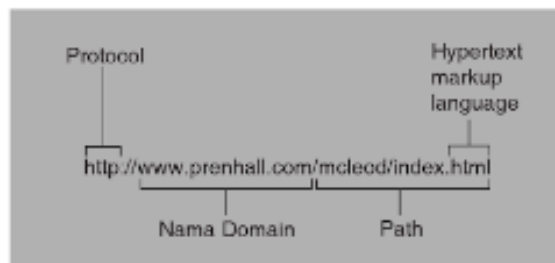 Protocol
Hypertext
markup
language
http://www.prenhall.com/mcleod/index.html
Nama Domain
Path